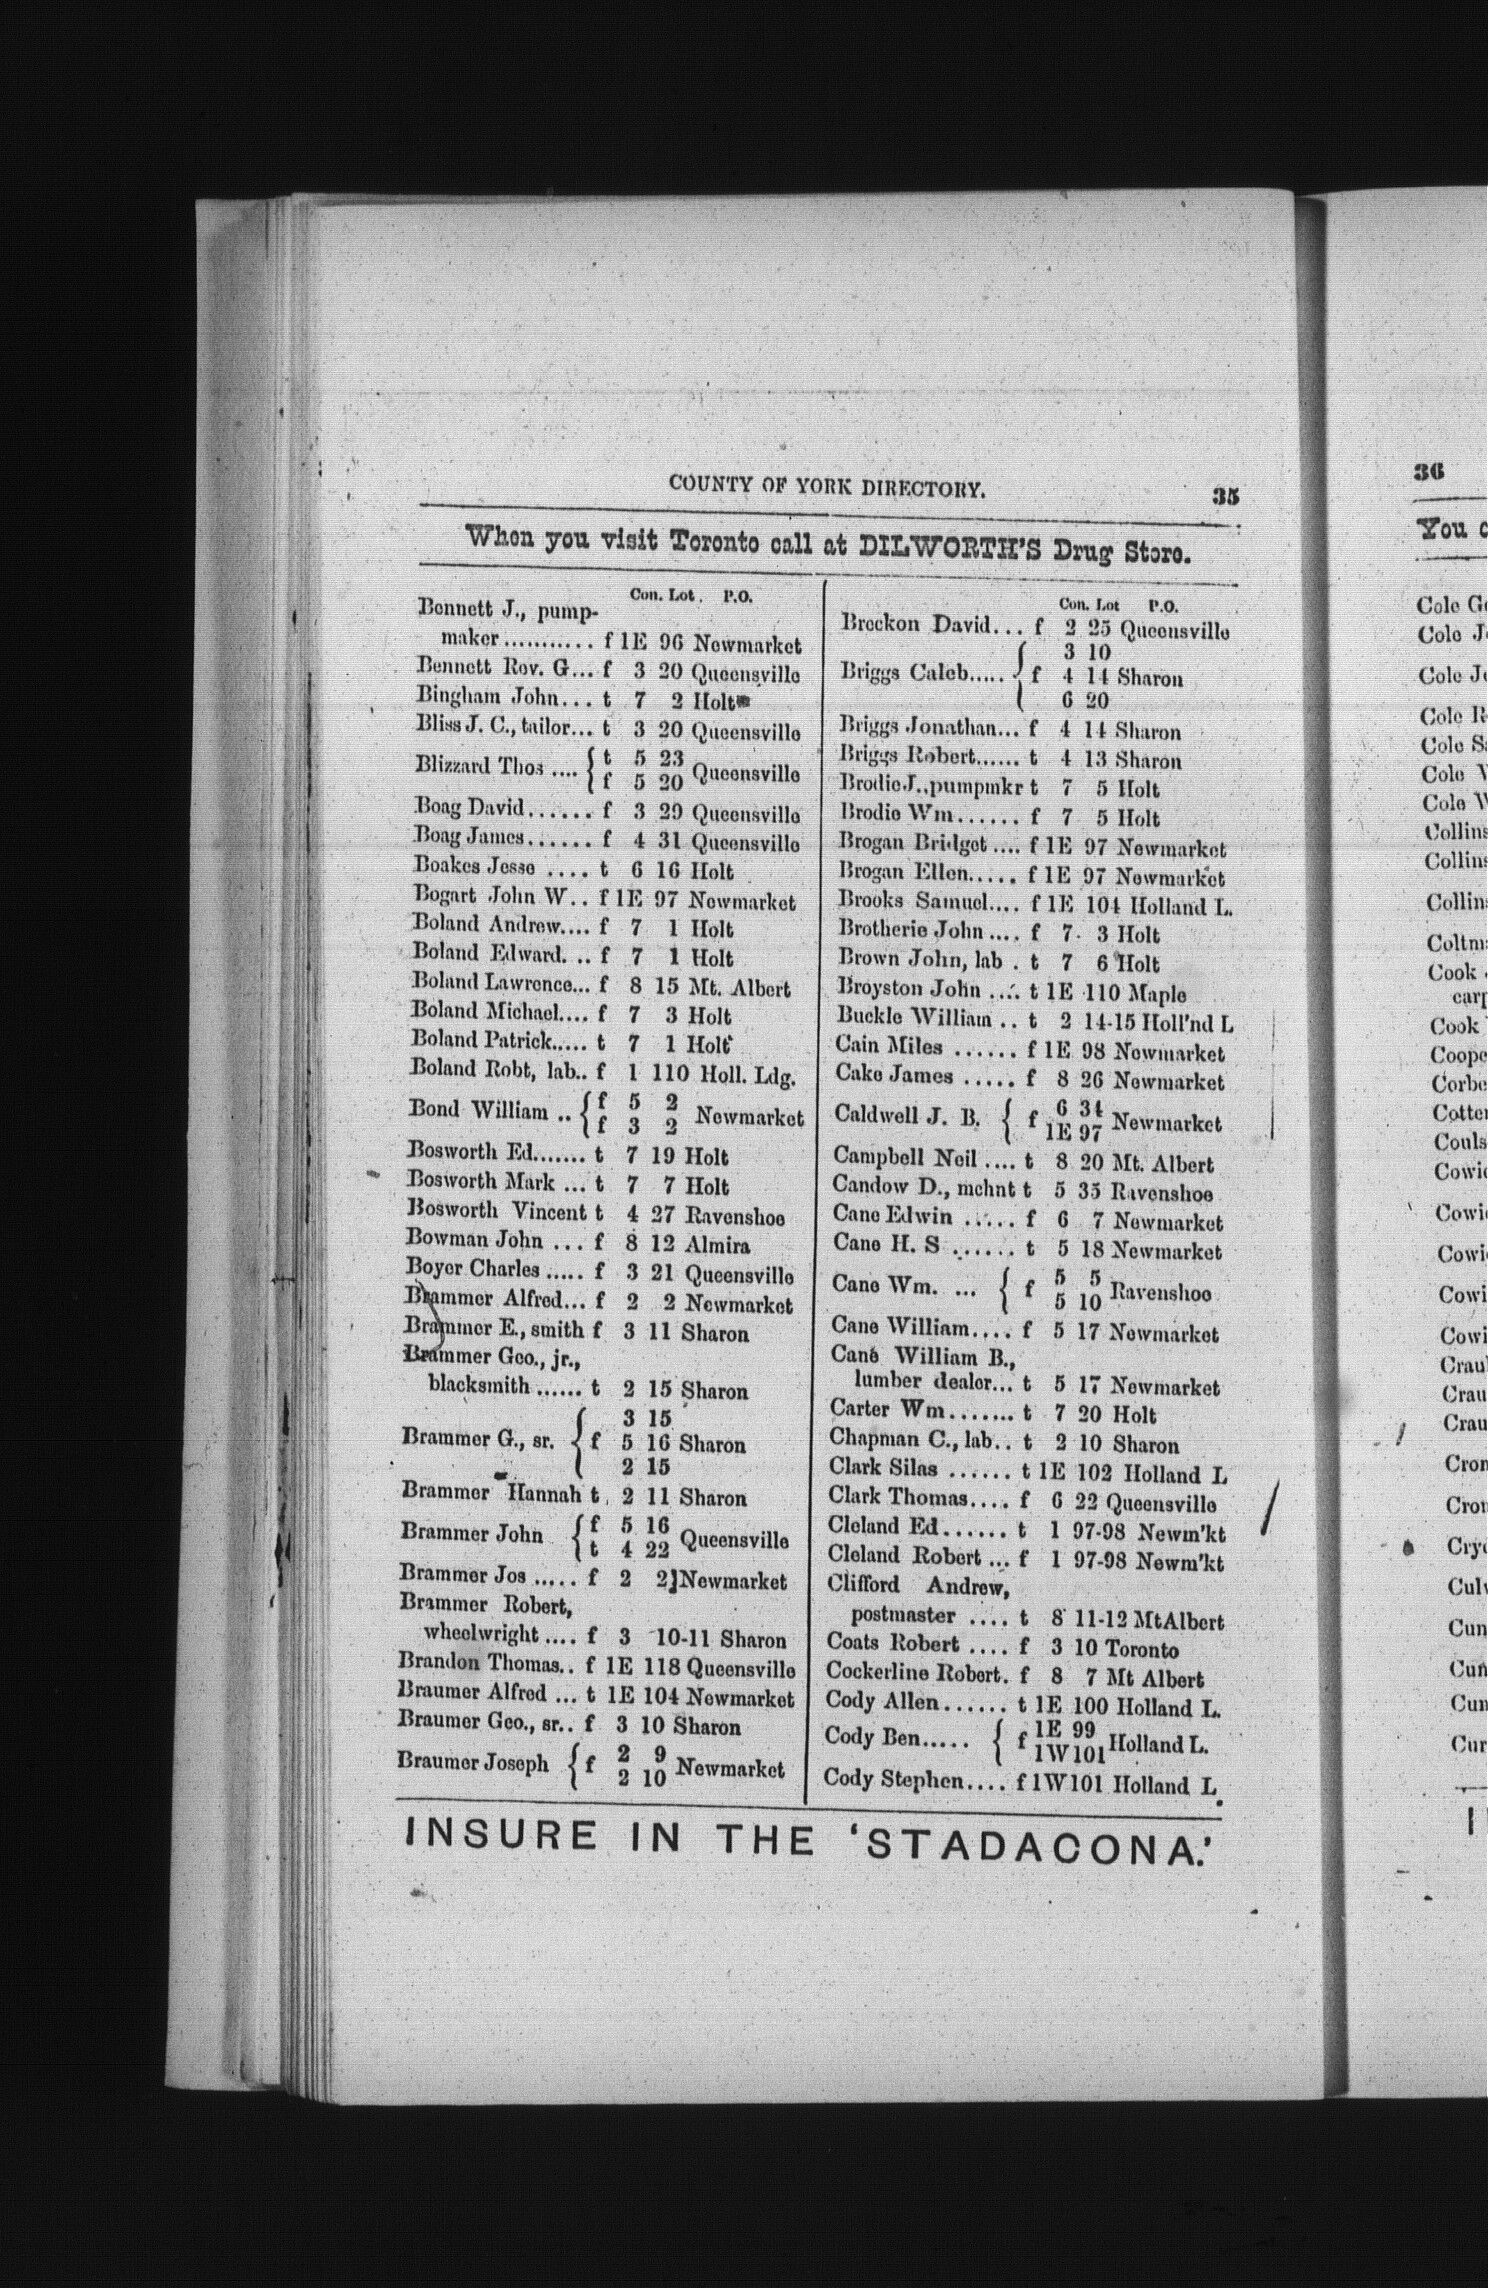 COUNTY OF YORK DIRECTORY. 35
When you visit Toronto call at DILWORTH'S Drug Store.
Con. Lot. P.O.
Bennett J., pump-
maker ........... f 1E 96 Newmarket
Bennett Rev. G... f 3 20 Queensville
Bingham John... t 7 2 Holt
Bliss J. C., tailor... t 3 20 Queensville
Blizzard Thos .... { t 5 23
f 5 20 Queensville
Boag David...... f 3 29 Queensville
Boag James...... f 4 31 Queensville
Boakes Jesse .... t 6 16 Holt
Bogart John W.. f 1E 97 Newmarket
Boland Andrew.... f 7 1 Holt
Boland Edward. .. f 7 1 Holt
Boland Lawrence... f 8 15 Mt. Albert
Boland Michael.... f 7 3 Holt
Boland Patrick..... t 7 1 Holt
Boland Robt, lab.. f 1 110 Holl. Ldg.
Bond William .. { f 5 2
f 3 2 Newmarket
Bosworth Ed....... t 7 19 Holt
Bosworth Mark ... t 7 7 Holt
Bosworth Vincent t 4 27 Ravenshoe
Bowman John ... f 8 12 Almira
Boyer Charles ..... f 3 21 Queensville
Brammer Alfred... f 2 2 Newmarket
Brammer E., smith f 3 11 Sharon
Brammer Geo., jr.,
blacksmith ...... t 2 15 Sharon
3 15
Brammer G., sr. { f 5 16 Sharon
2 15
Brammer Hannah t 2 11 Sharon
Brammer John { f 5 16
t 4 22 Queensville
Brammer Jos ..... f 2 2 Newmarket
Brammer Robert,
wheelwright .... f 3 10-11 Sharon
Brandon Thomas.. f 1E 118 Queensville
Braumer Alfred ... t 1E 104 Newmarket
Braumer Geo., sr.. f 3 10 Sharon
Braumer Joseph { f 2 9
2 10 Newmarket
Con. Lot P.O.
Breckon David... f 2 25 Queensville
3 10
Briggs Caleb..... { f 4 14 Sharon
6 20
Briggs Jonathan... f 4 14 Sharon
Briggs Robert...... t 4 13 Sharon
Brodie J., pumpmkr t 7 5 Holt
Brodie Wm...... f 7 5 Holt
Brogan Bridget .... f 1E 97 Newmarket
Brogan Ellen..... f 1E 97 Newmarket
Brooks Samuel.... f 1E 104 Holland L.
Brotherie John .... f 7 3 Holt
Brown John, lab . t 7 6 Holt
Broyston John .... t 1E 110 Maple
Buckle William .. t 2 14-15 Holl'nd L
Cain Miles ...... f 1E 98 Newmarket
Cake James ..... f 8 26 Newmarket
Caldwell J. B. { f 6 34
1E 97 Newmarket
Campbell Neil .... t 8 20 Mt. Albert
Candow D., mchnt t 5 35 Ravenshoe
Cane Edwin ..... f 6 7 Newmarket
Cane H. S ...... t 5 18 Newmarket
Cane Wm. ... { f 5 5
5 10 Ravenshoe
Cane William.... f 5 17 Newmarket
Cane William B.,
lumber dealer... t 5 17 Newmarket
Carter Wm....... t 7 20 Holt
Chapman C., lab.. t 2 10 Sharon
Clark Silas ...... t 1E 102 Holland L
Clark Thomas.... f 6 22 Queensville
Cleland Ed...... t 1 97-98 Newm'kt
Cleland Robert ... f 1 97-98 Newm'kt
Clifford Andrew,
postmaster .... t 8 11-12 Mt Albert
Coats Robert .... f 3 10 Toronto
Cockerline Robert. f 8 7 Mt Albert
Cody Allen...... t 1E 100 Holland L.
Cody Ben..... { f 1E 99
1W 101 Holland L.
Cody Stephen.... f 1W 101 Holland L.
INSURE IN THE 'STADACONA.'
36
You
Cole
Cole
Cole
Cole
Cole
Cole
Cole
Collins
Collins
Cook
Cook